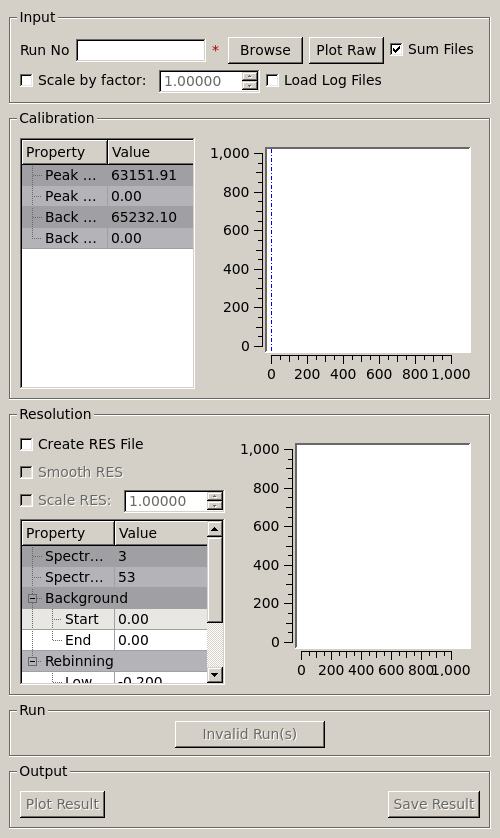 Input
Run No * Browse Plot Raw Sum Files
Scale by factor: 1.00000 Load Log Files
Calibration
Property Value
Peak ... 63151.91
Peak ... 0.00
Back ... 65232.10
Back ... 0.00
1,000
800
600
400
200
0
0 200 400 600 800 1,000
Resolution
Create RES File
Smooth RES
Scale RES: 1.00000
Property Value
Spectr... 3
Spectr... 53
Background
Start 0.00
End 0.00
Rebinning
Low -0.200
1,000
800
600
400
200
0
0 200 400 600 800 1,000
Run
Invalid Run(s)
Output
Plot Result Save Result